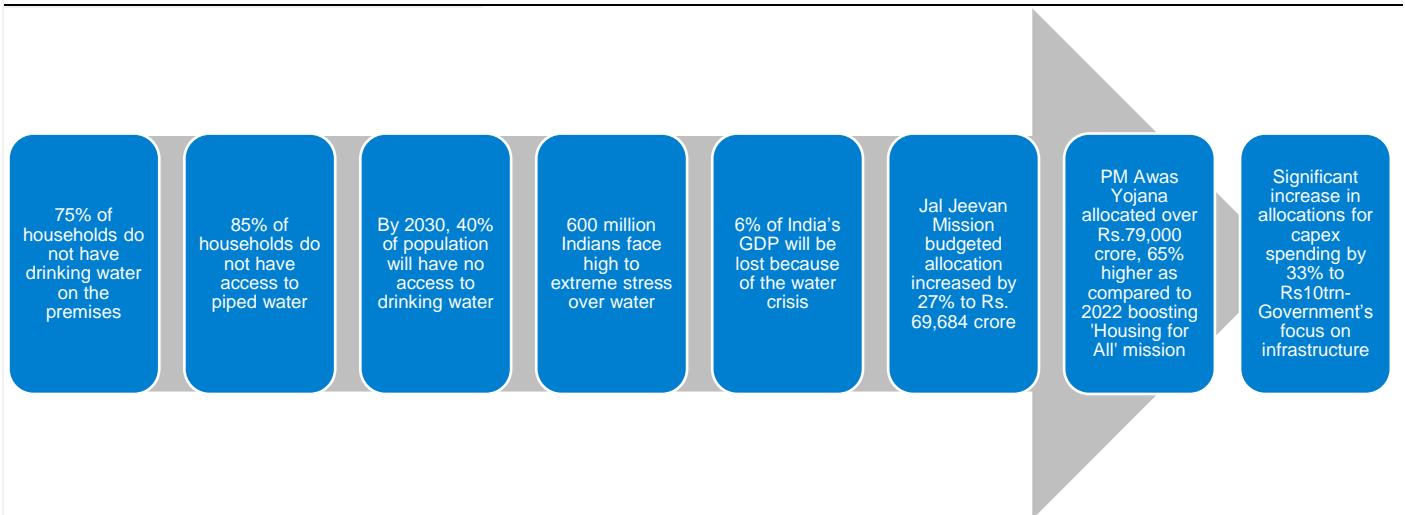 75% of
households do
not have
drinking water
on the
premises
85% of
households do
not have
access to
piped water
By 2030, 40%
of population
will have no
access to
drinking water
600 million
Indians face
high to
extreme stress
over water
6% of India's
GDP will be
lost because
of the water
crisis
Jal Jeevan
Mission
budgeted
allocation
increased by
27% to Rs.
69,684 crore
PM Awas
Yojana
allocated over
Rs.79,000
crore, 65%
higher as
compared to
2022 boosting
'Housing for
All' mission
Significant
increase in
allocations for
capex
spending by
33% to
Rs10trn-
Government's
focus on
infrastructure